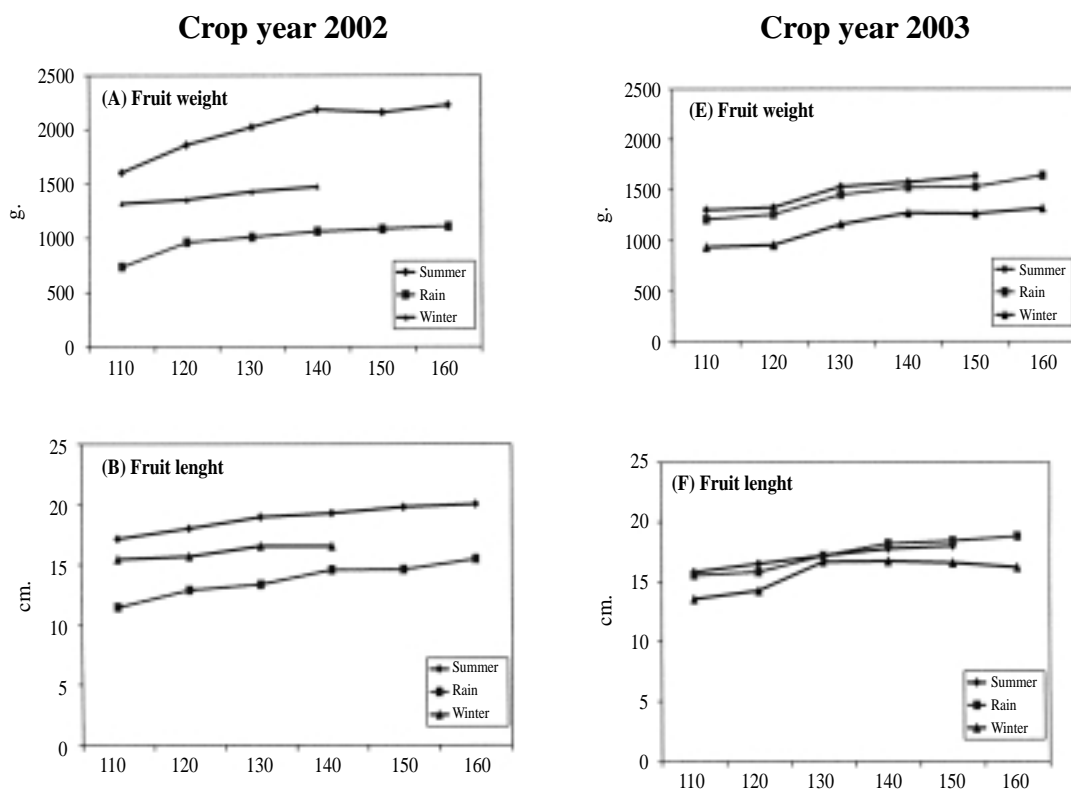 Crop year 2002
Crop year 2003
(A) Fruit weight
2500
2000
1500
1000
500
0
g.
110 120 130 140 150 160
Summer
Rain
Winter
(E) Fruit weight
2500
2000
1500
1000
500
0
g.
110 120 130 140 150 160
Summer
Rain
Winter
(B) Fruit lenght
25
20
15
10
5
0
cm.
110 120 130 140 150 160
Summer
Rain
Winter
(F) Fruit lenght
25
20
15
10
5
0
cm.
110 120 130 140 150 160
Summer
Rain
Winter